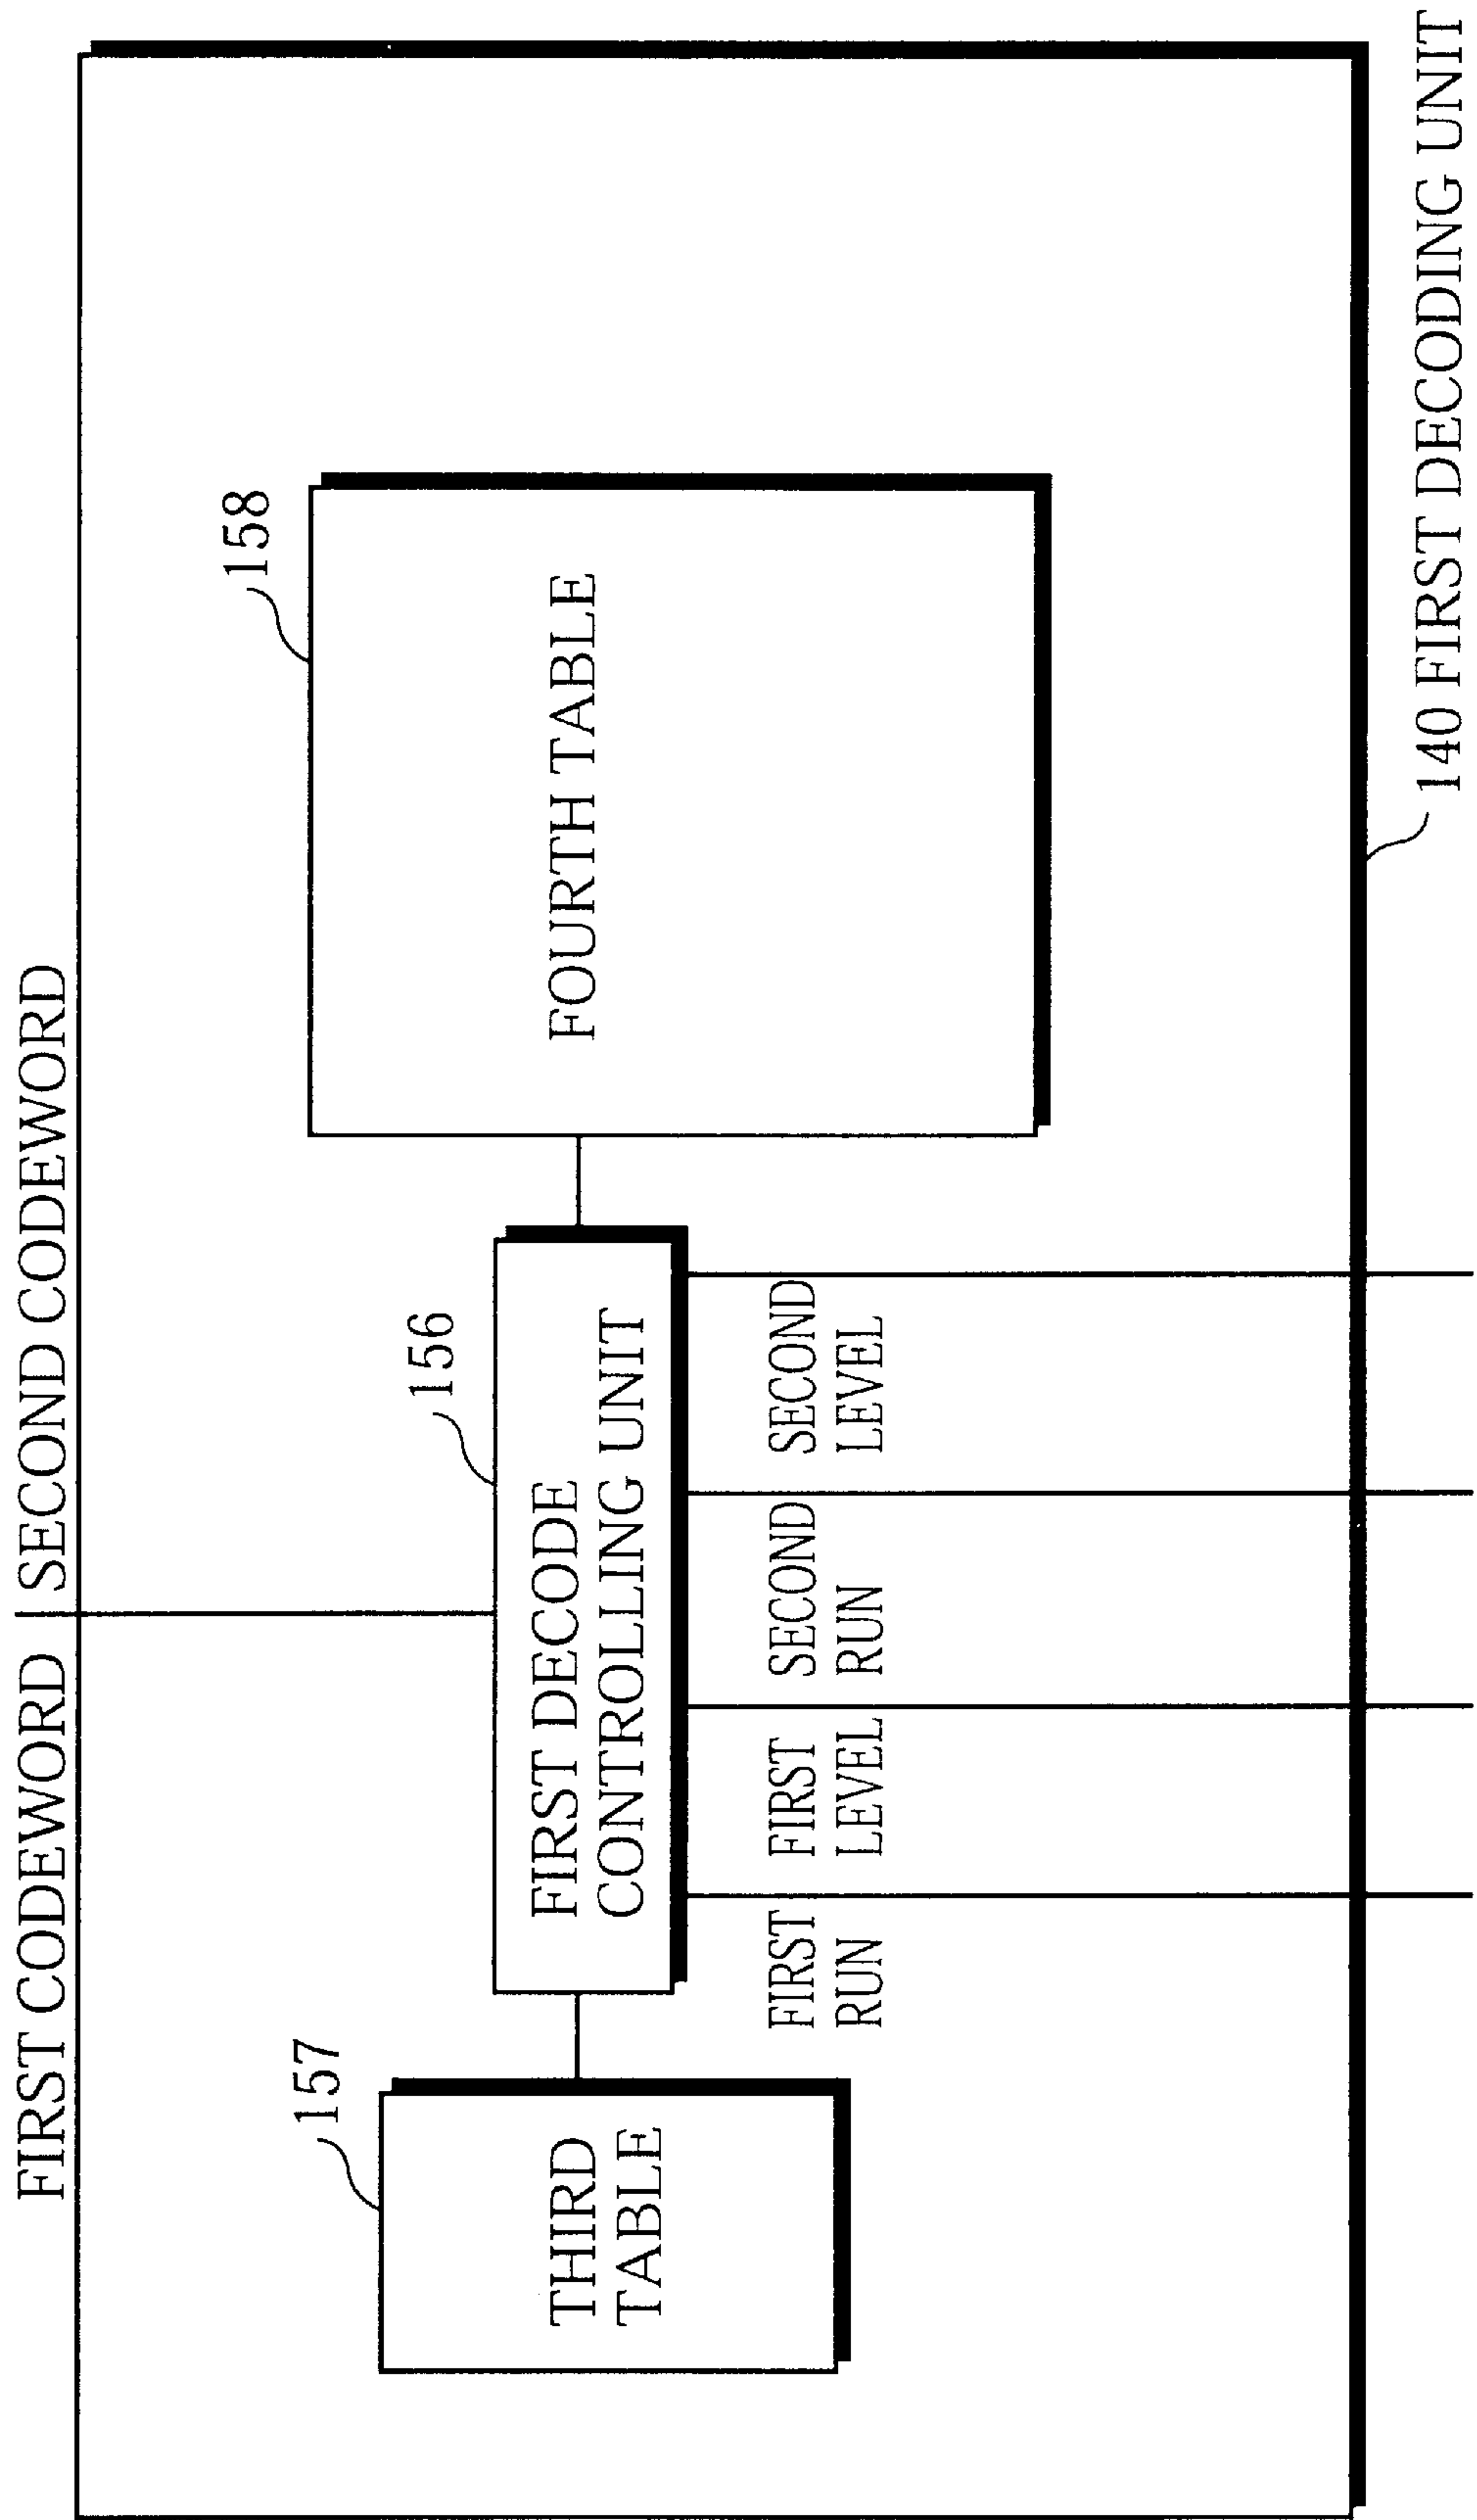 FIRST CODEWORD
SECOND CODEWORD
158
156
157
FOURTH TABLE
FIRST DECODE
CONTROLLING UNIT
THIRD
TABLE
FIRST
RUN
FIRST
LEVEL
SECOND
RUN
SECOND
LEVEL
140 FIRST DECODING UNIT